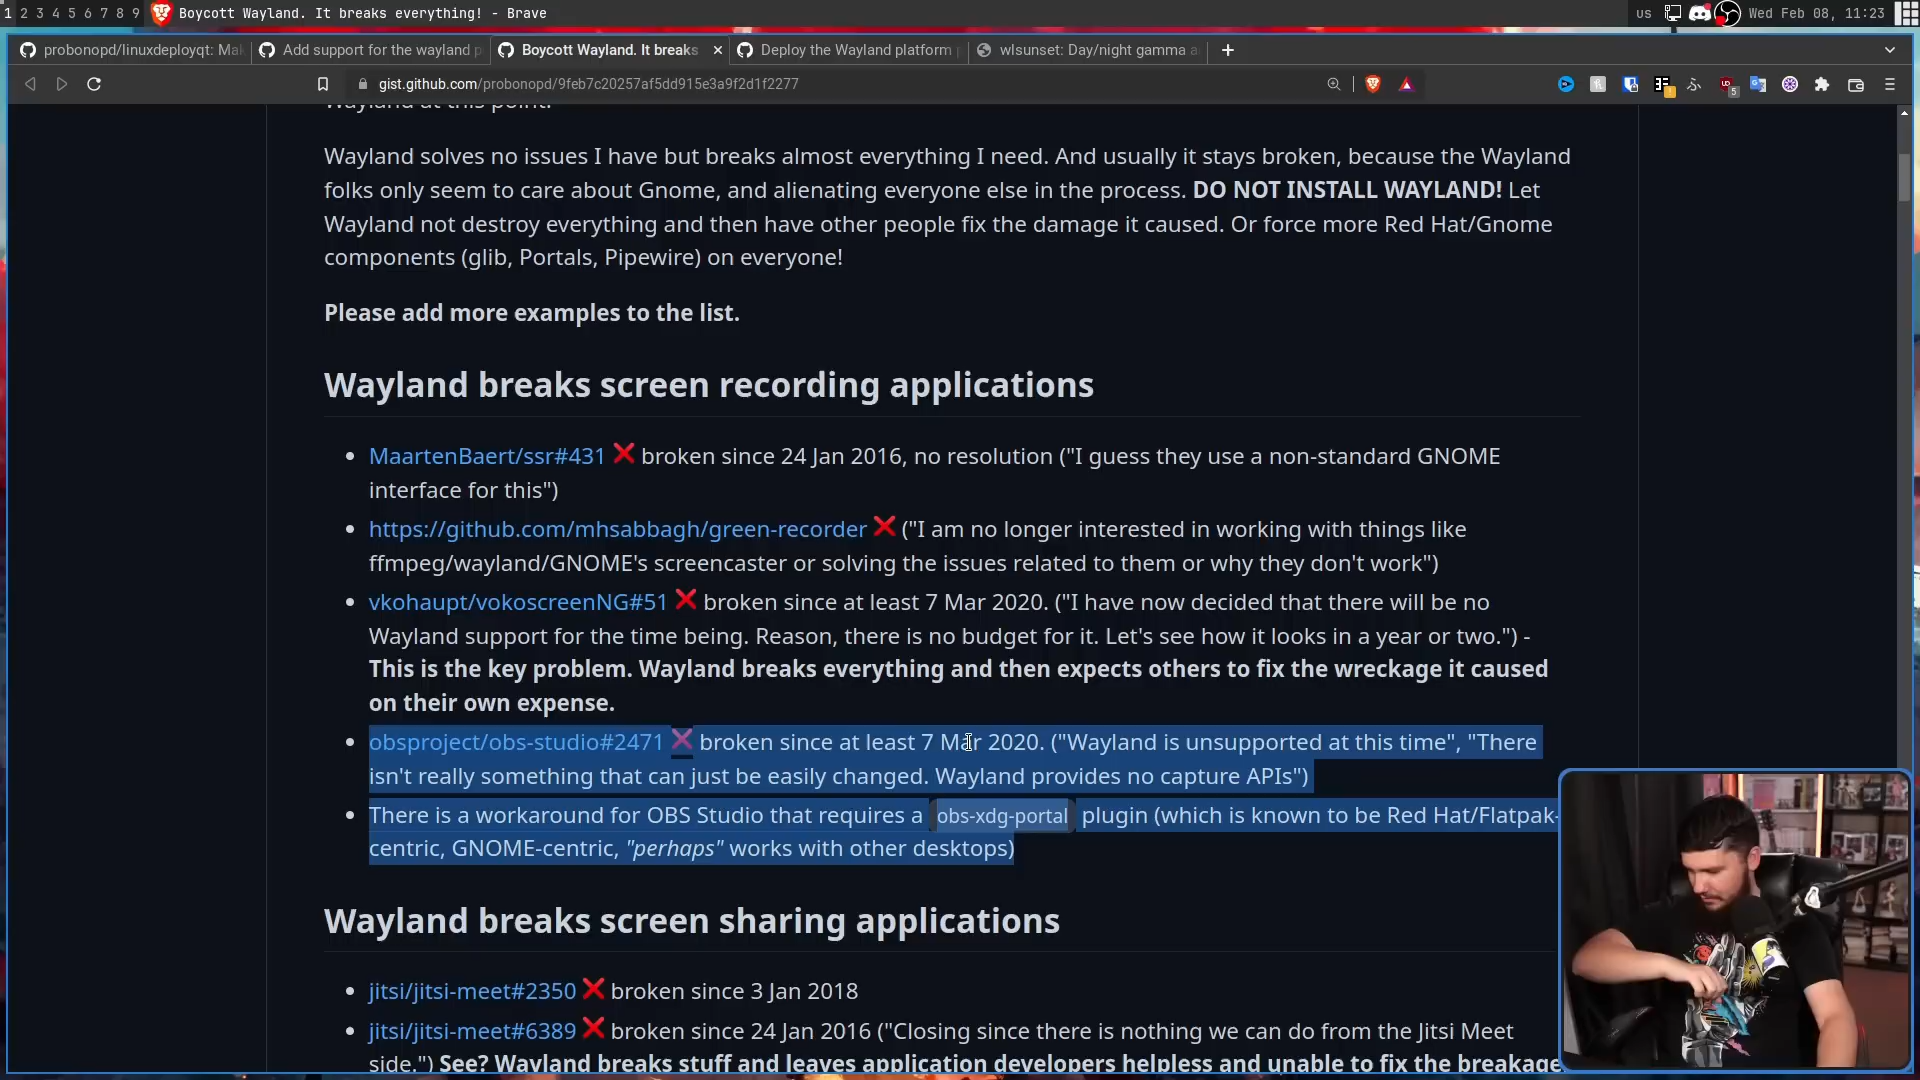 1 2 3 4 5 6 7 8 9 Boycott Wayland. It breaks everything! - Brave us Wed Feb 08, 11:23
probonopd/linuxdeployqt: Mak Add support for the wayland p Boycott Wayland. It breaks Deploy the Wayland platform p wlsunset: Day/night gamma a
gist.github.com/probonopd/9feb7c20257af5dd915e3a9f2d1f2277
Wayland at this point.
Wayland solves no issues I have but breaks almost everything I need. And usually it stays broken, because the Wayland
folks only seem to care about Gnome, and alienating everyone else in the process. DO NOT INSTALL WAYLAND! Let
Wayland not destroy everything and then have other people fix the damage it caused. Or force more Red Hat/Gnome
components (glib, Portals, Pipewire) on everyone!
Please add more examples to the list.
Wayland breaks screen recording applications
• MaartenBaert/ssr#431 ❌ broken since 24 Jan 2016, no resolution ("I guess they use a non-standard GNOME
interface for this")
• https://github.com/mhsabbagh/green-recorder ❌ ("I am no longer interested in working with things like
ffmpeg/wayland/GNOME's screencaster or solving the issues related to them or why they don't work")
• vkohaupt/vokoscreenNG#51 ❌ broken since at least 7 Mar 2020. ("I have now decided that there will be no
Wayland support for the time being. Reason, there is no budget for it. Let's see how it looks in a year or two.") -
This is the key problem. Wayland breaks everything and then expects others to fix the wreckage it caused
on their own expense.
• obsproject/obs-studio#2471 ❌ broken since at least 7 Mar 2020. ("Wayland is unsupported at this time", "There
isn't really something that can just be easily changed. Wayland provides no capture APIs")
• There is a workaround for OBS Studio that requires a obs-xdg-portal plugin (which is known to be Red Hat/Flatpak-
centric, GNOME-centric, "perhaps" works with other desktops)
Wayland breaks screen sharing applications
• jitsi/jitsi-meet#2350 ❌ broken since 3 Jan 2018
• jitsi/jitsi-meet#6389 ❌ broken since 24 Jan 2016 ("Closing since there is nothing we can do from the Jitsi Meet
side.") See? Wayland breaks stuff and leaves application developers helpless and unable to fix the breakage,